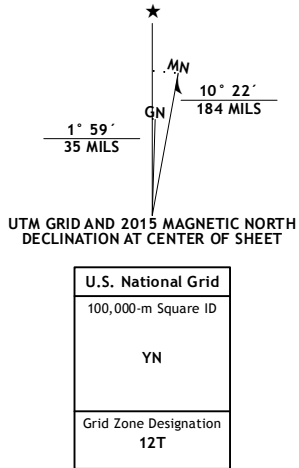 ★
MN
GN
10° 22´
184 MILS
1° 59´
35 MILS
UTM GRID AND 2015 MAGNETIC NORTH
DECLINATION AT CENTER OF SHEET
U.S. National Grid
100,000-m Square ID
YN
Grid Zone Designation
12T